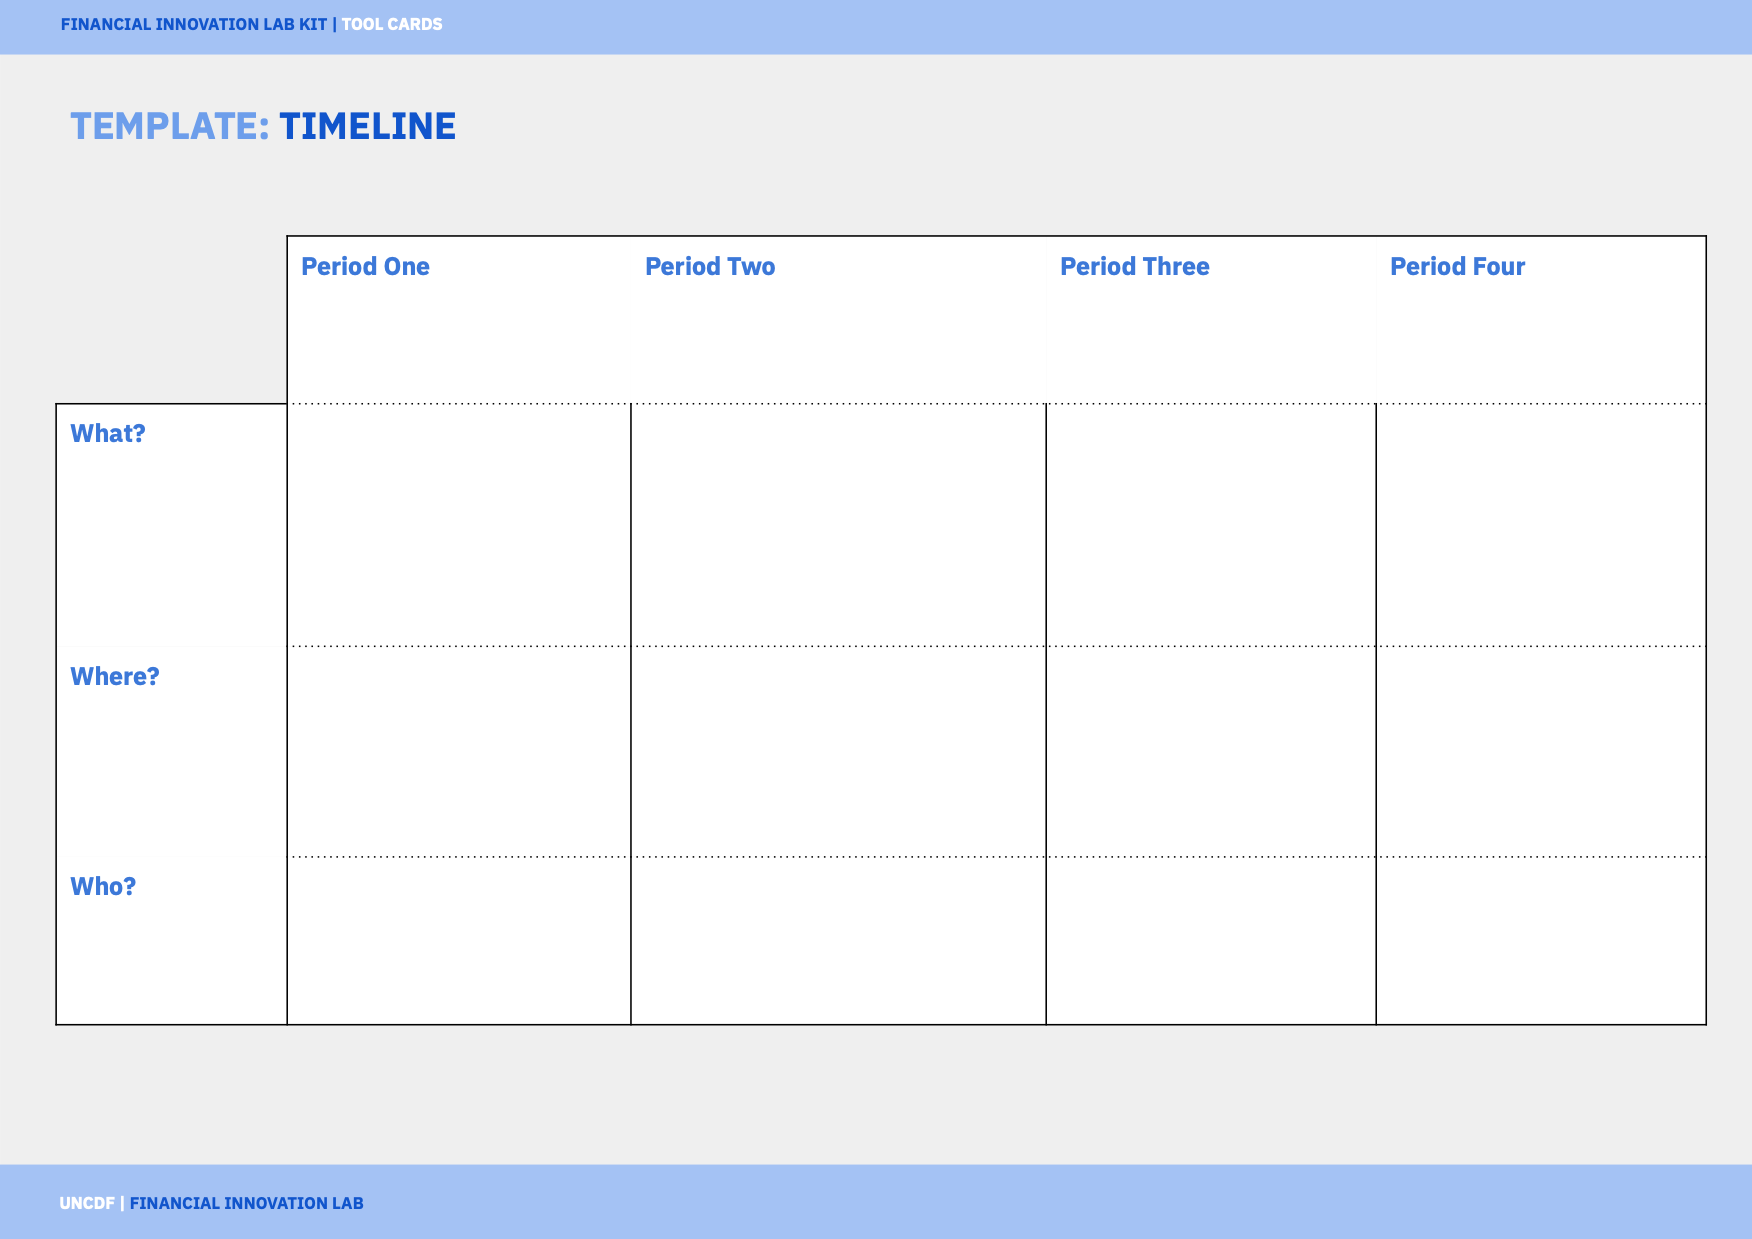 FINANCIAL INNOVATION LAB KIT | TOOL CARDS
TEMPLATE: TIMELINE
Period One
Period Two
Period Three
Period Four
What?
Where?
Who?
UNCDF | FINANCIAL INNOVATION LAB